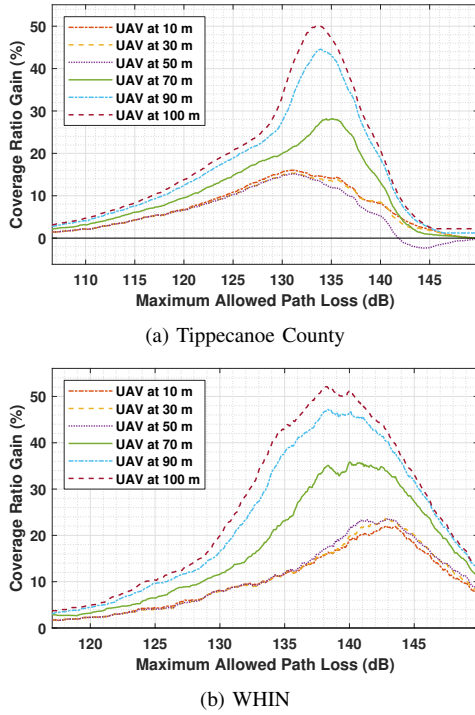 Coverage Ratio Gain (%)
50
40
30
20
10
0
UAV at 10 m
UAV at 30 m
UAV at 50 m
UAV at 70 m
UAV at 90 m
UAV at 100 m
110 115 120 125 130 135 140 145
Maximum Allowed Path Loss (dB)
(a) Tippecanoe County
Coverage Ratio Gain (%)
50
40
30
20
10
0
UAV at 10 m
UAV at 30 m
UAV at 50 m
UAV at 70 m
UAV at 90 m
UAV at 100 m
120 125 130 135 140 145
Maximum Allowed Path Loss (dB)
(b) WHIN